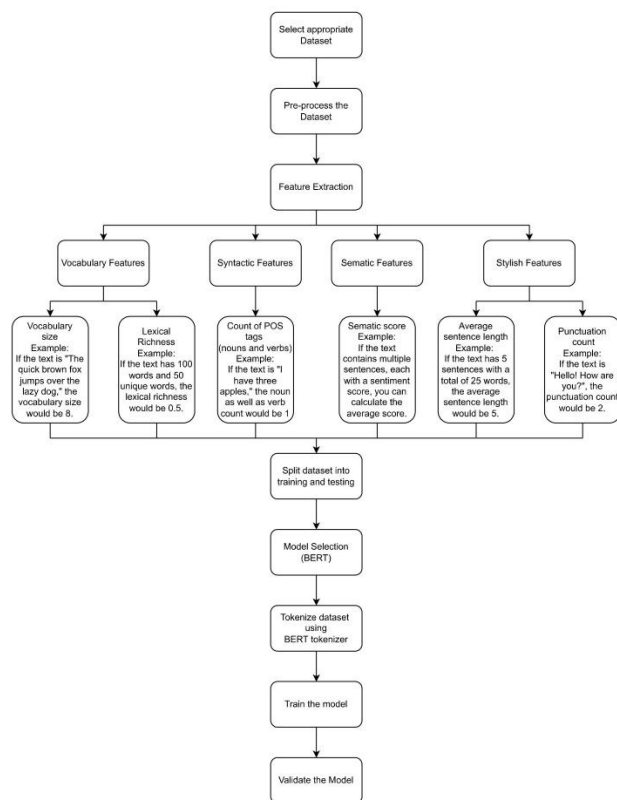 Select appropriate
Dataset
Pre-process the
Dataset
Feature Extraction
Vocabulary Features
Syntactic Features
Sematic Features
Stylish Features
Vocabulary
size
Example:
If the text is "The
quick brown fox
jumps over the
lazy dog," the
vocabulary size
would be 8.
Lexical
Richness
Example:
If the text has 100
words and 50
unique words, the
lexical richness
would be 0.5.
Count of POS
tags
(nouns and verbs)
Example:
If the text is "I
have three
apples," the noun
as well as verb
count would be 1
Sematic score
Example:
If the text
contains multiple
sentences, each
with a sentiment
score, you can
calculate the
average score.
Average
sentence length
Example:
If the text has 5
sentences with a
total of 25 words,
the average
sentence length
would be 5.
Punctuation
count
Example:
If the text is
"Hello! How are
you?", the
punctuation count
would be 2.
Split dataset into
training and testing
Model Selection
(BERT)
Tokenize dataset
using
BERT tokenizer
Train the model
Validate the Model